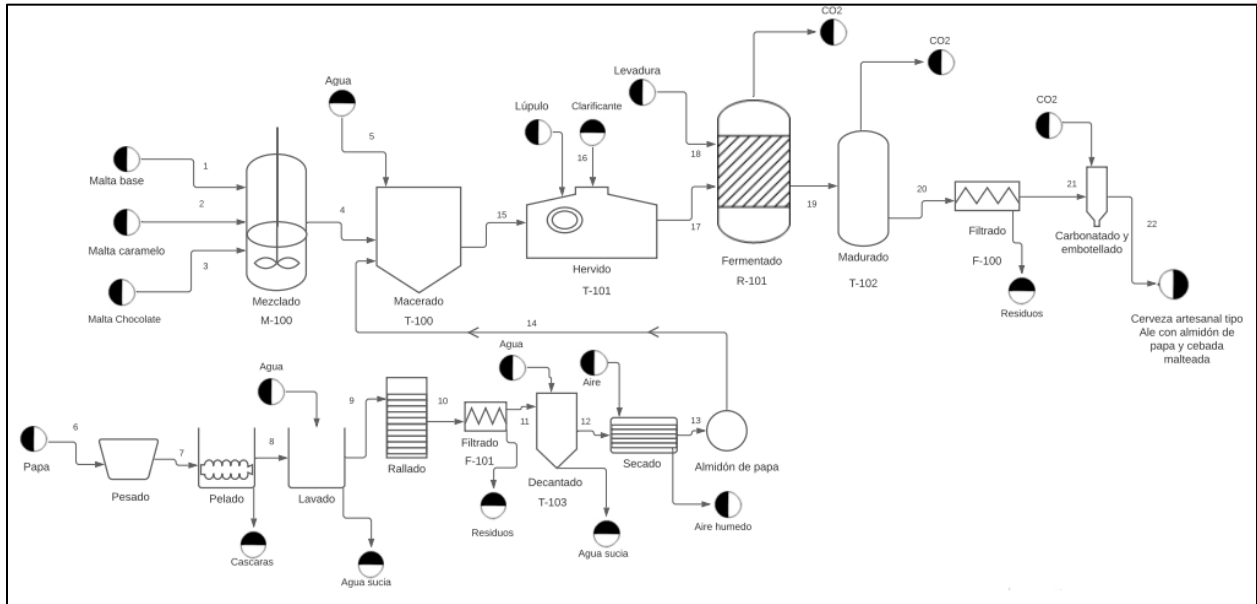 CO2
CO2
CO2
Levadura
Agua
Lúpulo
Clarificante
5
16
18
1
Malta base
2
4
15
17
19
20
21
22
Malta caramelo
3
Malta Chocolate
Mezclado
M-100
Macerado
T-100
Hervido
T-101
Fermentado
R-101
Madurado
T-102
Filtrado
F-100
Residuos
Carbonatado y
embotellado
Cerveza artesanal tipo
Ale con almidón de
papa y cebada
malteada
14
Agua
Agua
Aire
6
Papa
7
Pesado
8
Pelado
Cascaras
9
Lavado
Agua sucia
10
Rallado
Filtrado
F-101
Residuos
11
Decantado
T-103
Agua sucia
12
Secado
Aire humedo
13
Almidón de papa